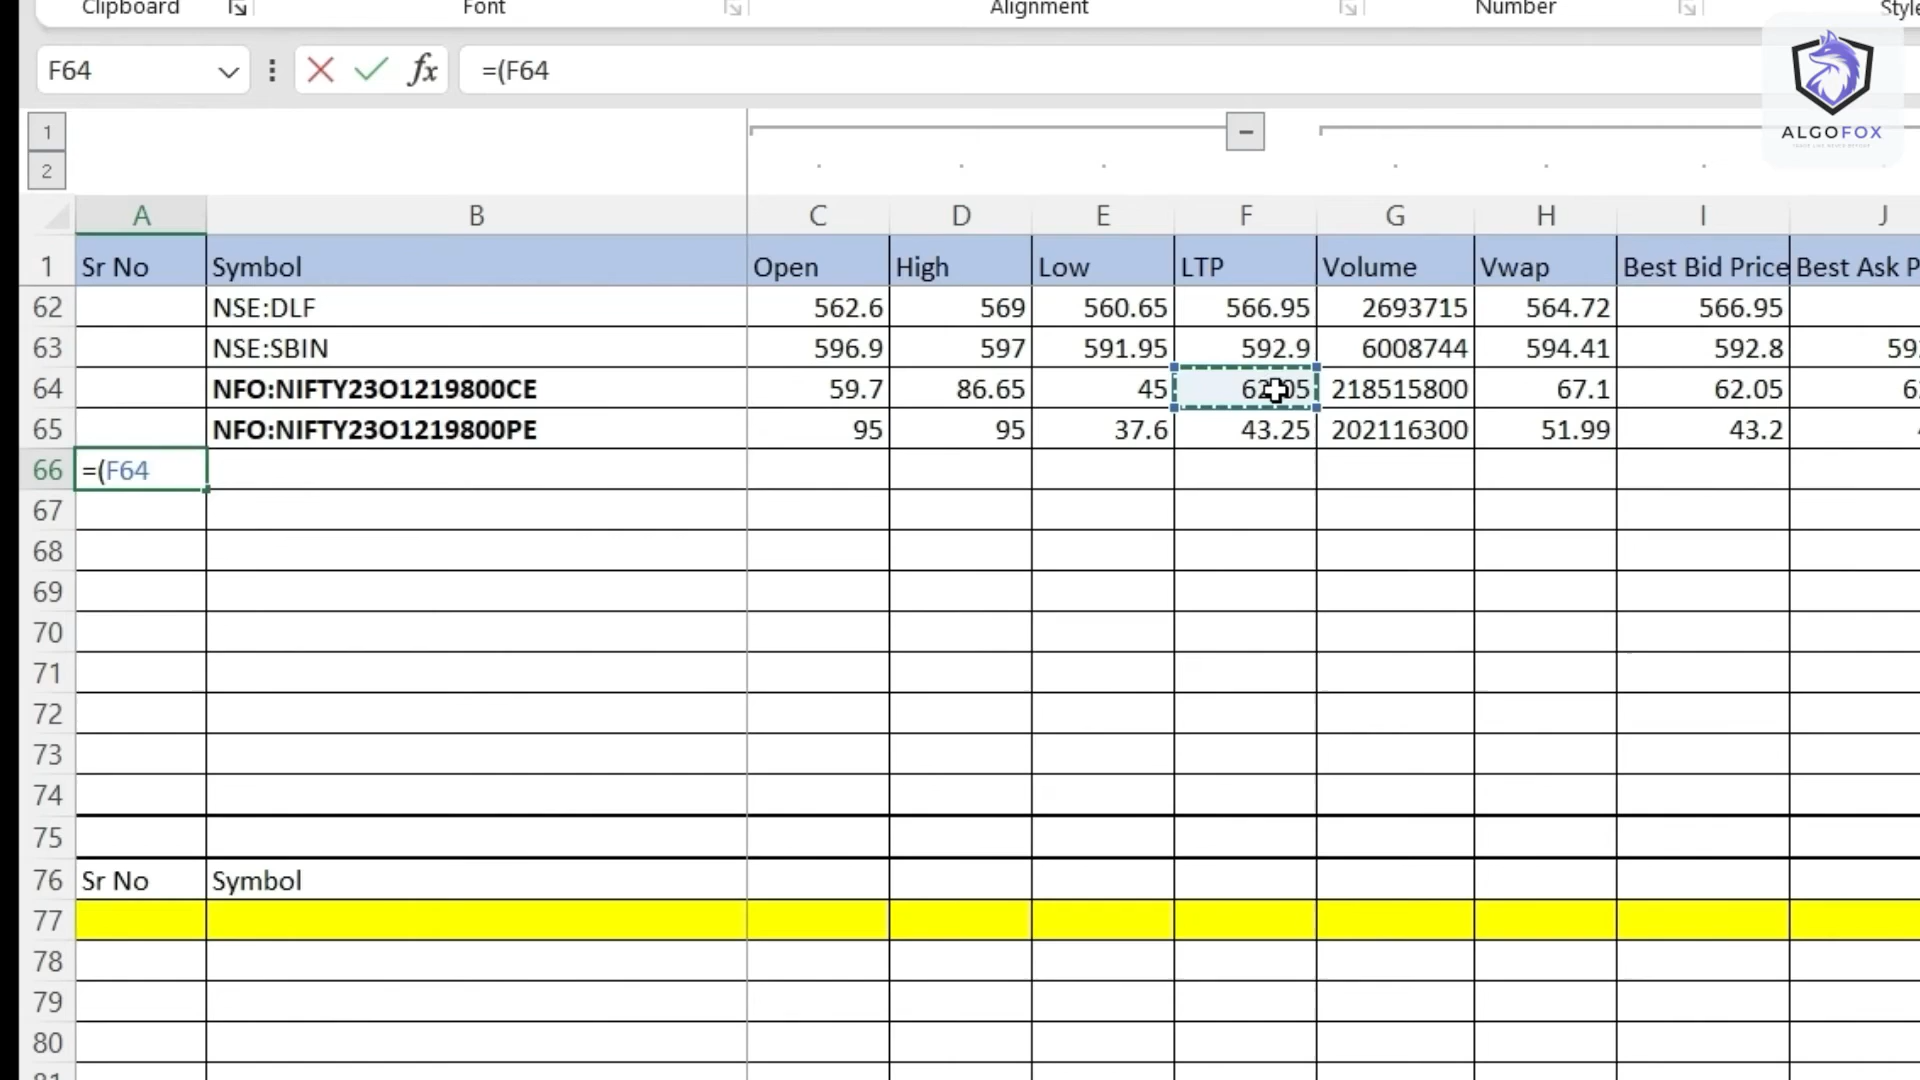 Clipboard Font Alignment Number
F64 fx =(F64
ALGOFOX
1
2
A B C D E F G H I J
1 Sr No Symbol Open High Low LTP Volume Vwap Best Bid Price Best Ask P
62 NSE:DLF 562.6 569 560.65 566.95 2693715 564.72 566.95
63 NSE:SBIN 596.9 597 591.95 592.9 6008744 594.41 592.8
64 NFO:NIFTY23O1219800CE 59.7 86.65 45 62.05 218515800 67.1 62.05
65 NFO:NIFTY23O1219800PE 95 95 37.6 43.25 202116300 51.99 43.2
66 =(F64
67
68
69
70
71
72
73
74
75
76 Sr No Symbol
77
78
79
80